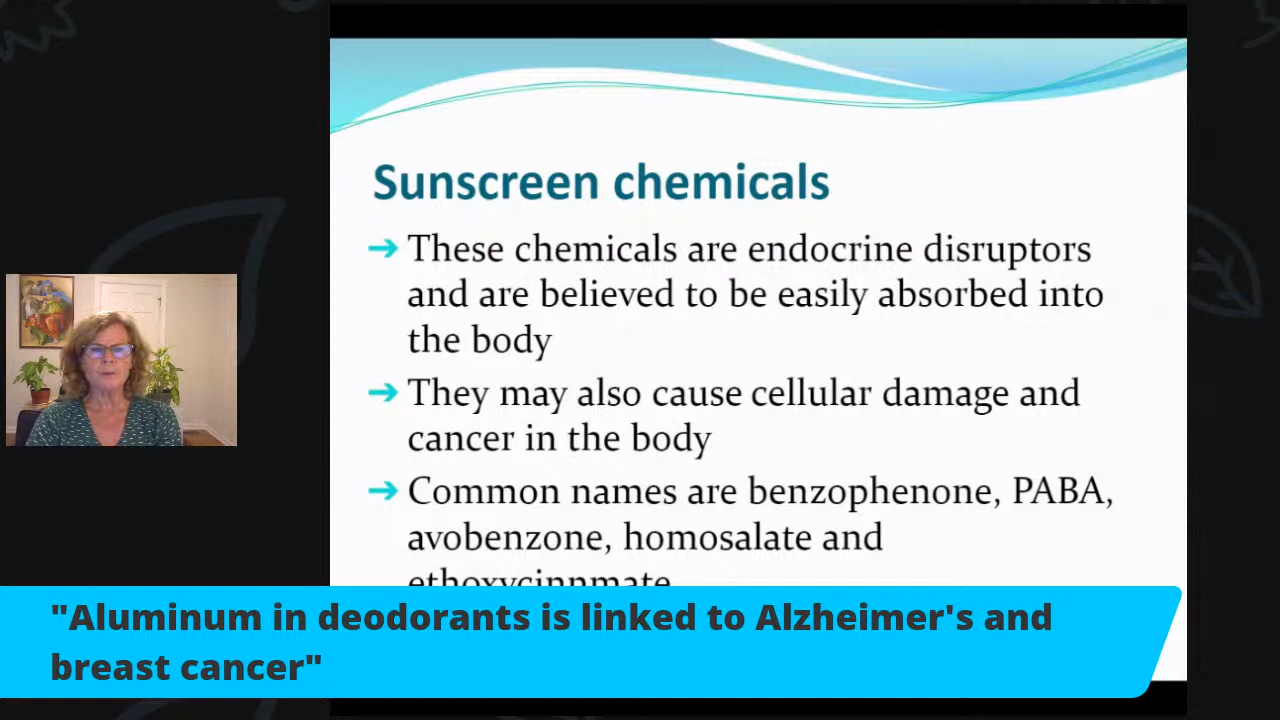 Sunscreen chemicals
➔ These chemicals are endocrine disruptors
and are believed to be easily absorbed into
the body
➔ They may also cause cellular damage and
cancer in the body
➔ Common names are benzophenone, PABA,
avobenzone, homosalate and
ethoxycinnmate
"Aluminum in deodorants is linked to Alzheimer's and
breast cancer"